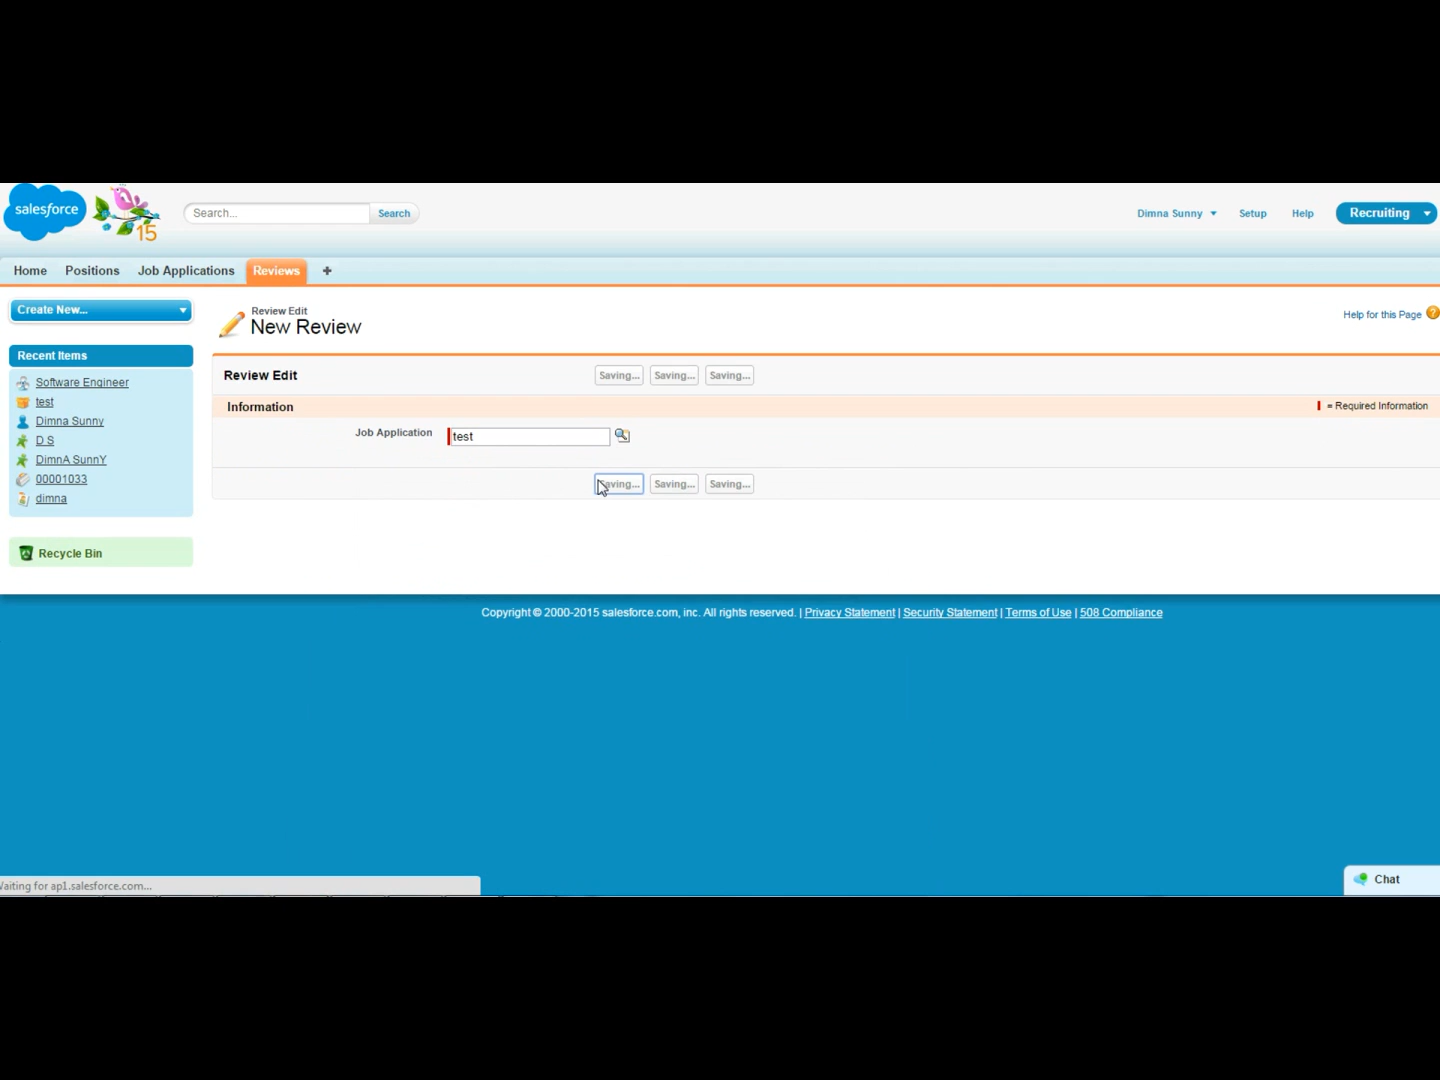 salesforce
15
Search...
Search
Dimna Sunny
Setup
Help
Recruiting
Home
Positions
Job Applications
Reviews
+
Create New...
Review Edit
New Review
Help for this Page
?
Recent Items
Software Engineer
test
Dimna Sunny
D S
DimnA SunnY
00001033
dimna
Recycle Bin
Review Edit
Saving...
Saving...
Saving...
Information
= Required Information
Job Application
test
Saving...
Saving...
Copyright © 2000-2015 salesforce.com, inc. All rights reserved. | Privacy Statement | Security Statement | Terms of Use | 508 Compliance
for ap1.salesforce.com...
Chat